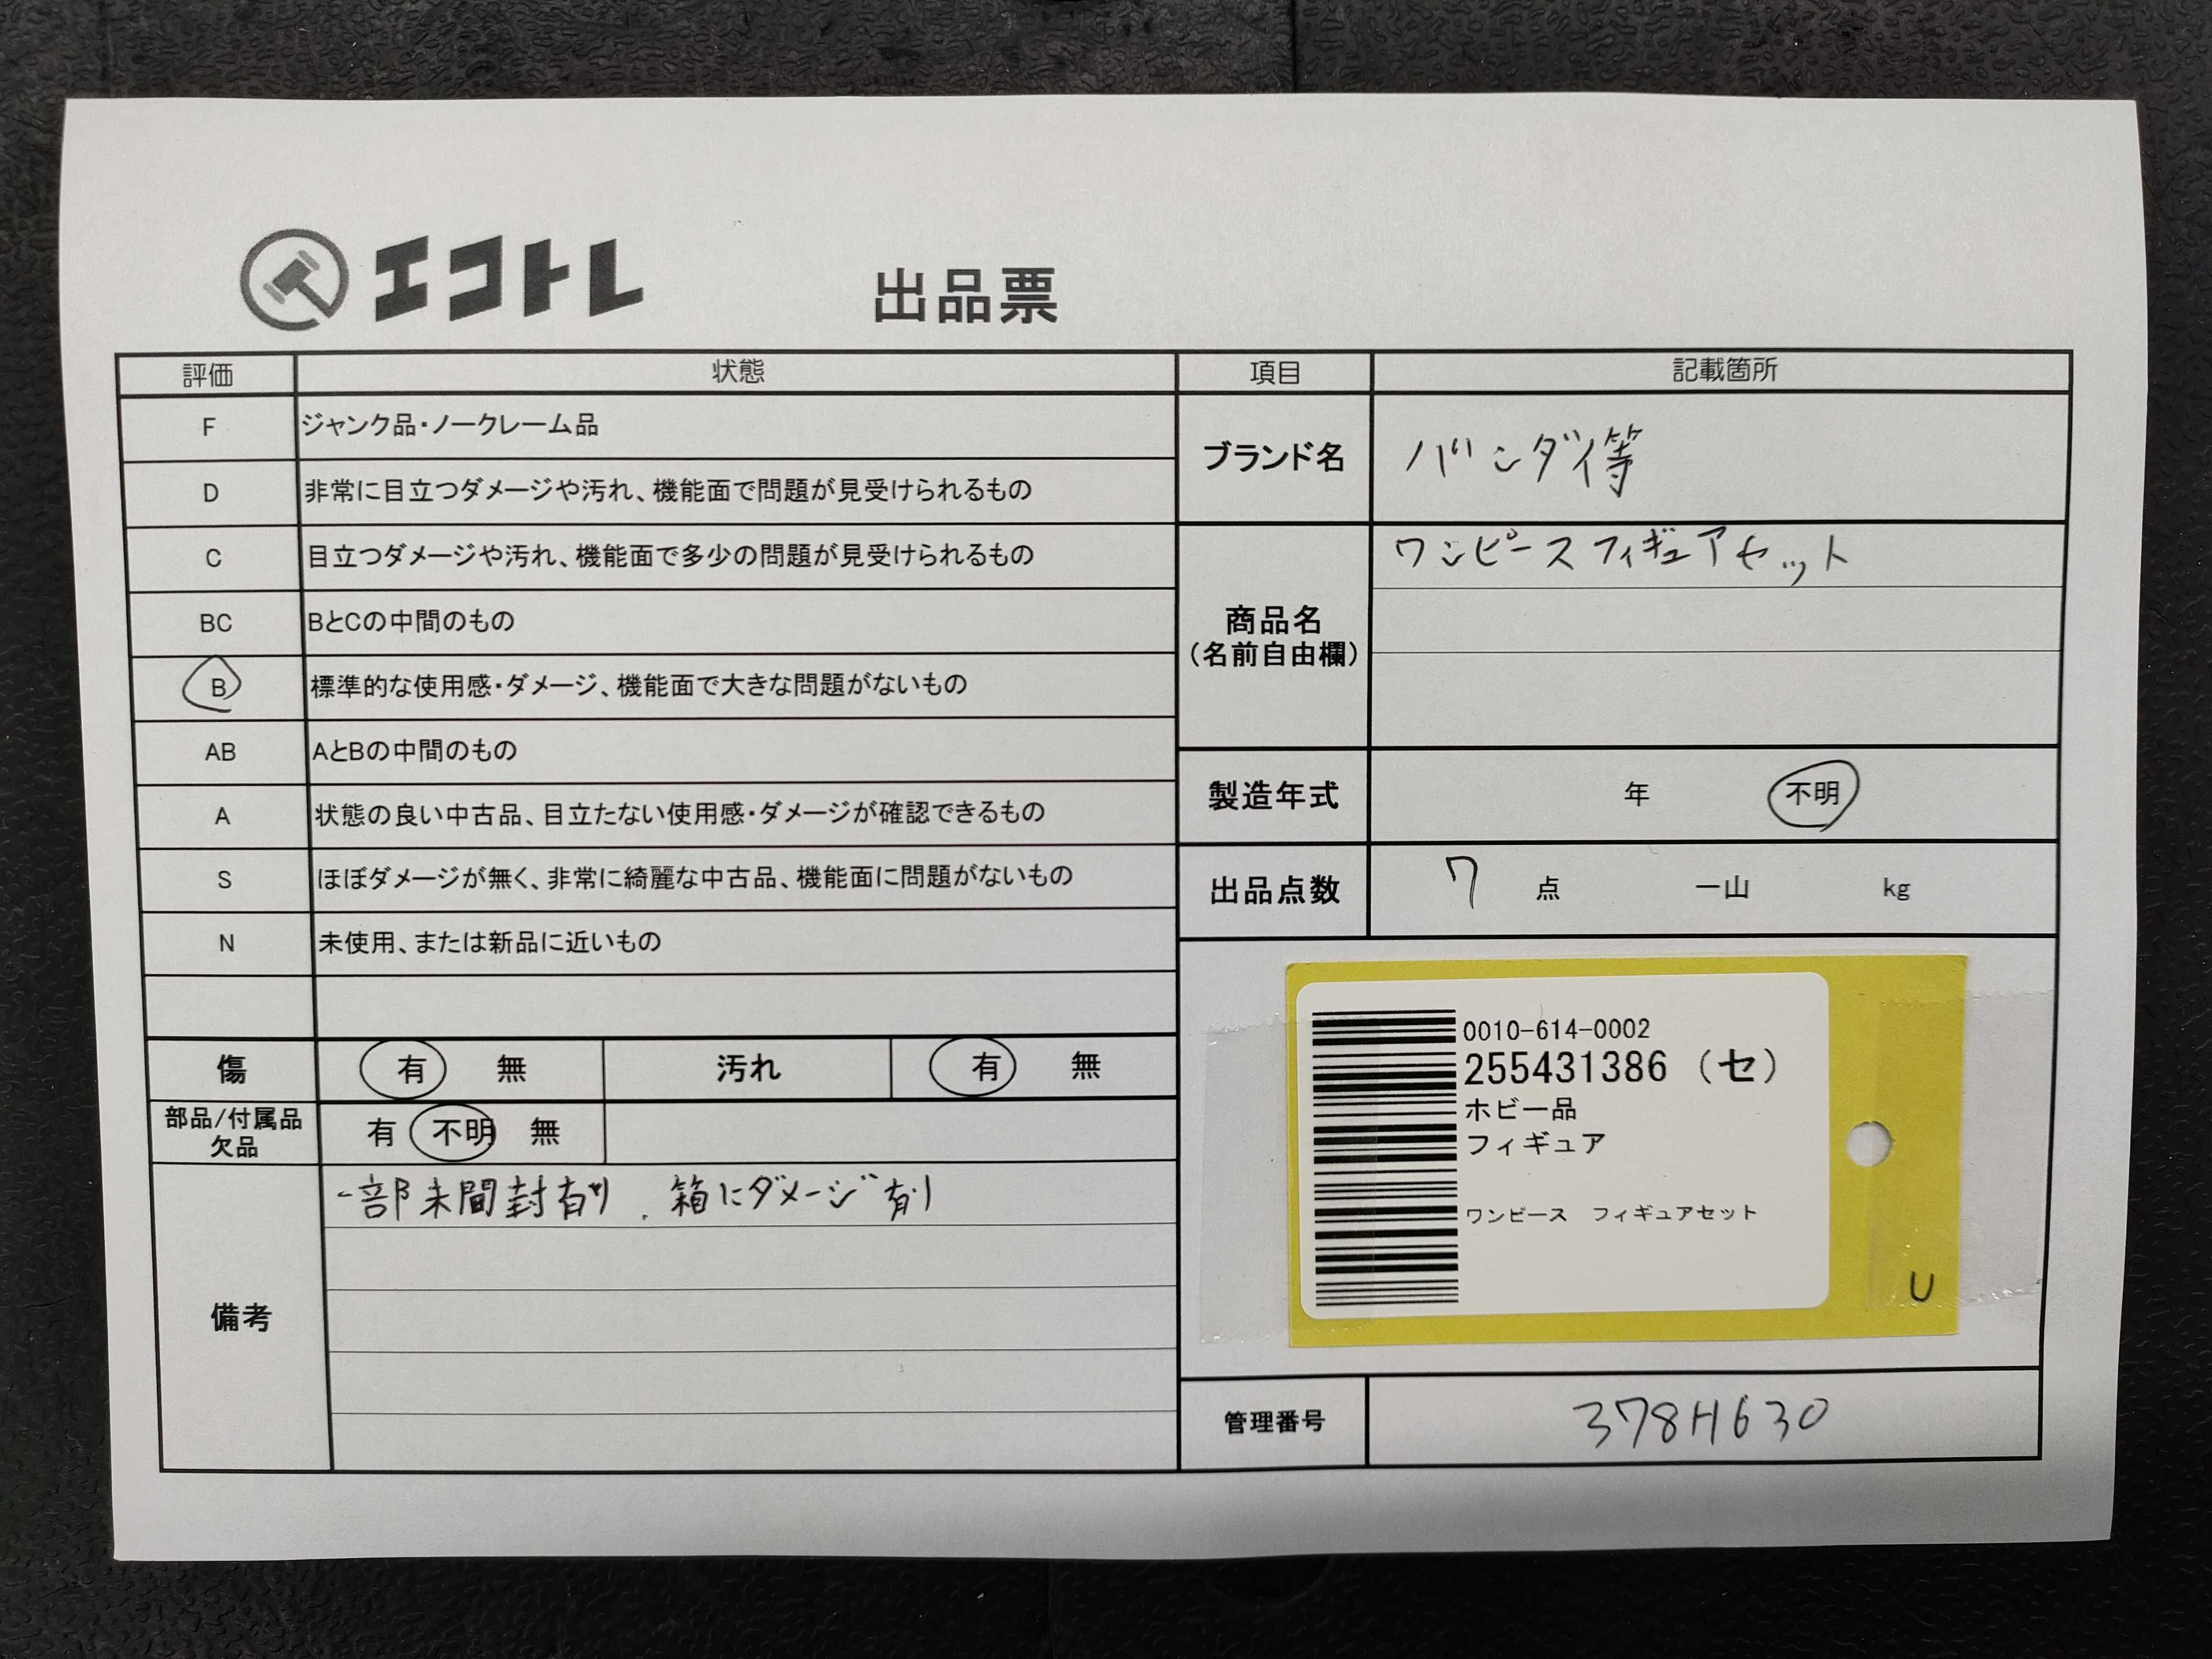 エコトレ
出品票
評価 状態
F ジャンク品・ノークレーム品
D 非常に目立つダメージや汚れ、機能面で問題が見受けられるもの
C 目立つダメージや汚れ、機能面で多少の問題が見受けられるもの
BC BとCの中間のもの
B 標準的な使用感・ダメージ、機能面で大きな問題がないもの
AB AとBの中間のもの
A 状態の良い中古品、目立たない使用感・ダメージが確認できるもの
S ほぼダメージが無く、非常に綺麗な中古品、機能面に問題がないもの
N 未使用、または新品に近いもの
傷 有 無 汚れ 有 無
部品/付属品
欠品
有 不明 無
備考
一部未開封有り、箱にダメージ有り
項目 記載箇所
ブランド名 バンダイ等
商品名
(名前自由欄)
ワンピースフィギュアセット
製造年式 年 不明
出品点数 7 点 一山 kg
0010-614-0002
255431386 (セ)
ホビー品
フィギュア
ワンピース フィギュアセット
U
管理番号 378H630